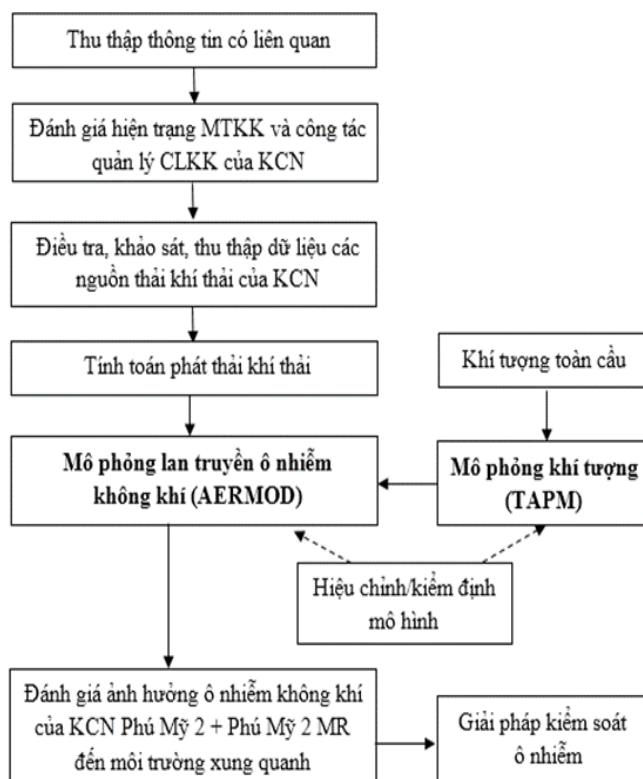 Thu thập thông tin có liên quan
Đánh giá hiện trạng MTKK và công tác
quản lý CLKK của KCN
Điều tra, khảo sát, thu thập dữ liệu các
nguồn thải khí thải của KCN
Tính toán phát thải khí thải
Khí tượng toàn cầu
Mô phỏng lan truyền ô nhiễm
không khí (AERMOD)
Mô phỏng khí tượng
(TAPM)
Hiệu chỉnh/kiểm định
mô hình
Đánh giá ảnh hưởng ô nhiễm không khí
của KCN Phú Mỹ 2 + Phú Mỹ 2 MR
đến môi trường xung quanh
Giải pháp kiểm soát
ô nhiễm